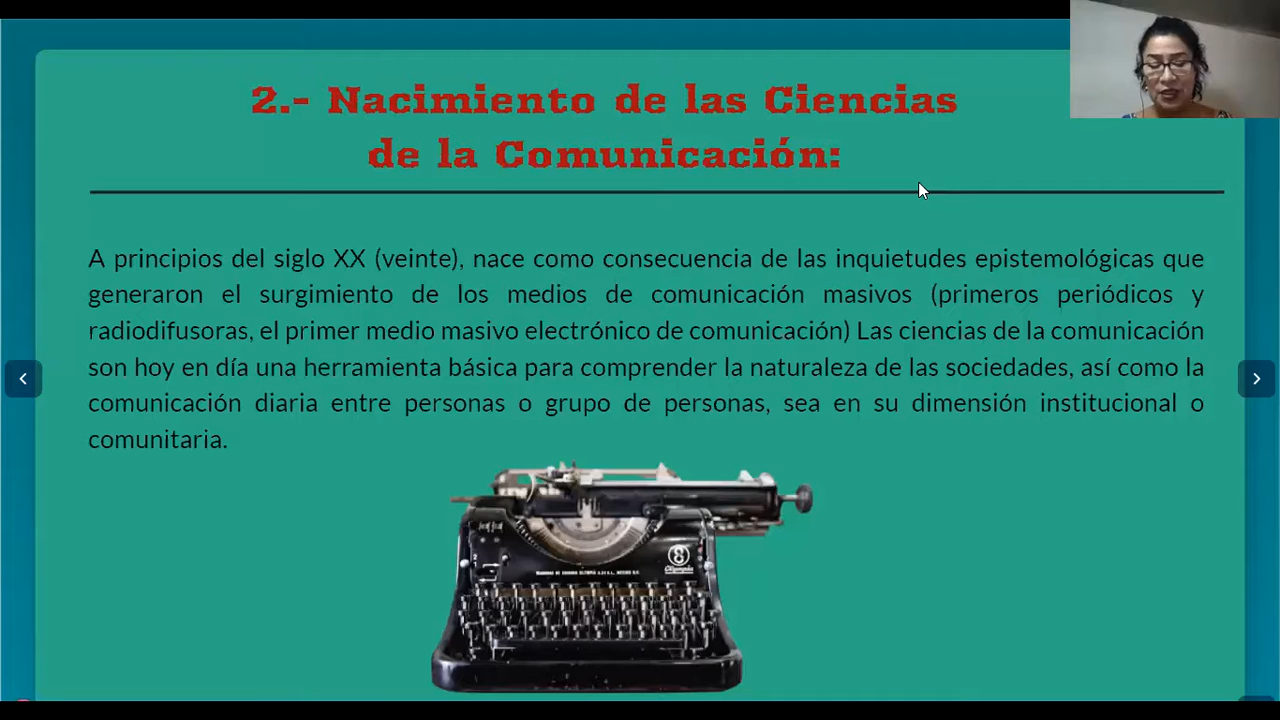 2.- Nacimiento de las Ciencias
de la Comunicación:
A principios del siglo XX (veinte), nace como consecuencia de las inquietudes epistemológicas que
generaron el surgimiento de los medios de comunicación masivos (primeros periódicos y
radiodifusoras, el primer medio masivo electrónico de comunicación) Las ciencias de la comunicación
son hoy en día una herramienta básica para comprender la naturaleza de las sociedades, así como la
comunicación diaria entre personas o grupo de personas, sea en su dimensión institucional o
comunitaria.
Olympia